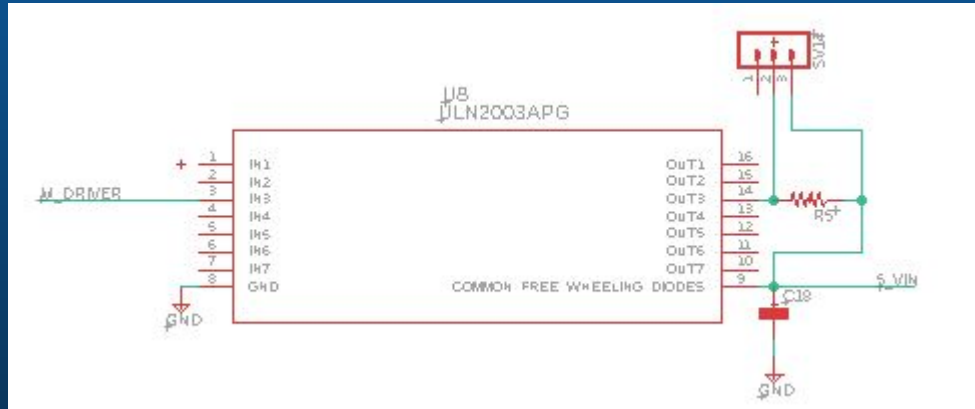 SV14
1 2 3
U8
ULN2003APG
1 IN1 OUT1 16
2 IN2 OUT2 15
M_DRIVER 3 IN3 OUT3 14
4 IN4 OUT4 13
R5
5 IN5 OUT5 12
6 IN6 OUT6 11
7 IN7 OUT7 10
8 GND COMMON FREE WHEELING DIODES 9
S_VIN
C18
GND
GND